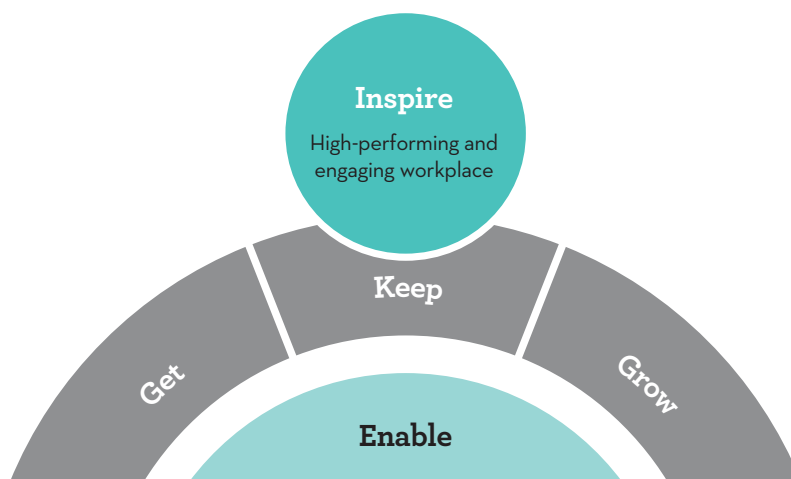 Inspire
High-performing and
engaging workplace
Keep
Get
Grow
Enable